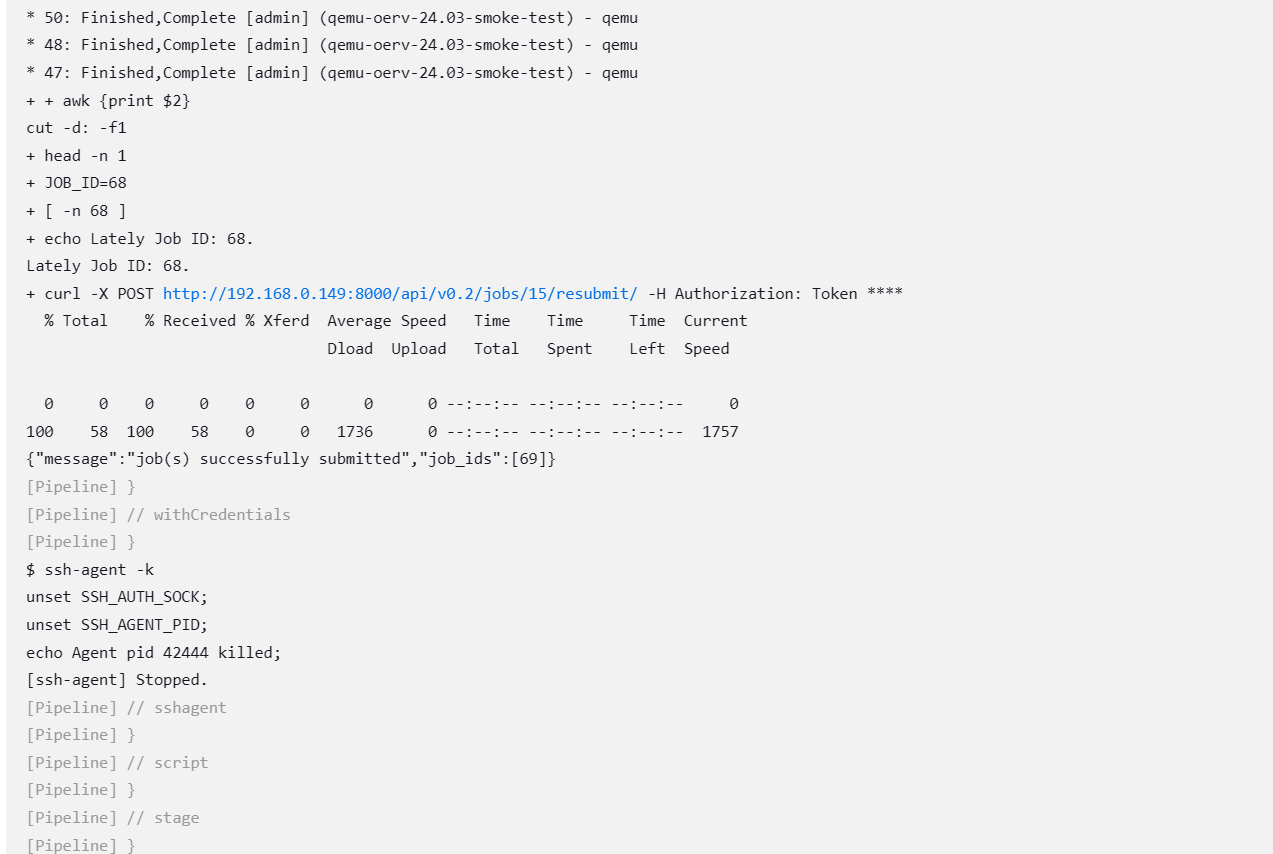 * 50: Finished,Complete [admin] (qemu-oerv-24.03-smoke-test) - qemu
* 48: Finished,Complete [admin] (qemu-oerv-24.03-smoke-test) - qemu
* 47: Finished,Complete [admin] (qemu-oerv-24.03-smoke-test) - qemu
+ + awk {print $2}
cut -d: -f1
+ head -n 1
+ JOB_ID=68
+ [ -n 68 ]
+ echo Lately Job ID: 68.
Lately Job ID: 68.
+ curl -X POST http://192.168.0.149:8000/api/v0.2/jobs/15/resubmit/ -H Authorization: Token ****
% Total % Received % Xferd Average Speed Time Time Time Current
Dload Upload Total Spent Left Speed
0 0 0 0 0 0 0 0 --:--:-- --:--:-- --:--:-- 0
100 58 100 58 0 0 1736 0 --:--:-- --:--:-- --:--:-- 1757
{"message":"job(s) successfully submitted","job_ids":[69]}
[Pipeline] }
[Pipeline] // withCredentials
[Pipeline] }
$ ssh-agent -k
unset SSH_AUTH_SOCK;
unset SSH_AGENT_PID;
echo Agent pid 42444 killed;
[ssh-agent] Stopped.
[Pipeline] // sshagent
[Pipeline] }
[Pipeline] // script
[Pipeline] }
[Pipeline] // stage
[Pipeline] }